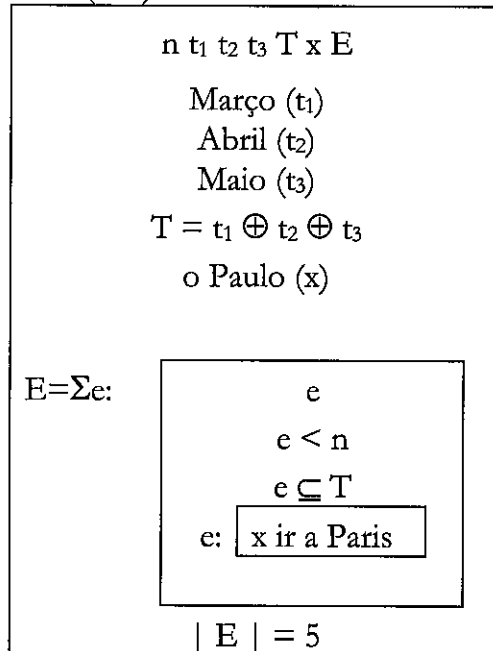 n t₁ t₂ t₃ T x E
Março (t₁)
Abril (t₂)
Maio (t₃)
T = t₁ ⊕ t₂ ⊕ t₃
o Paulo (x)
E=Σe:
e
e < n
e ⊆ T
e: x ir a Paris
| E | = 5